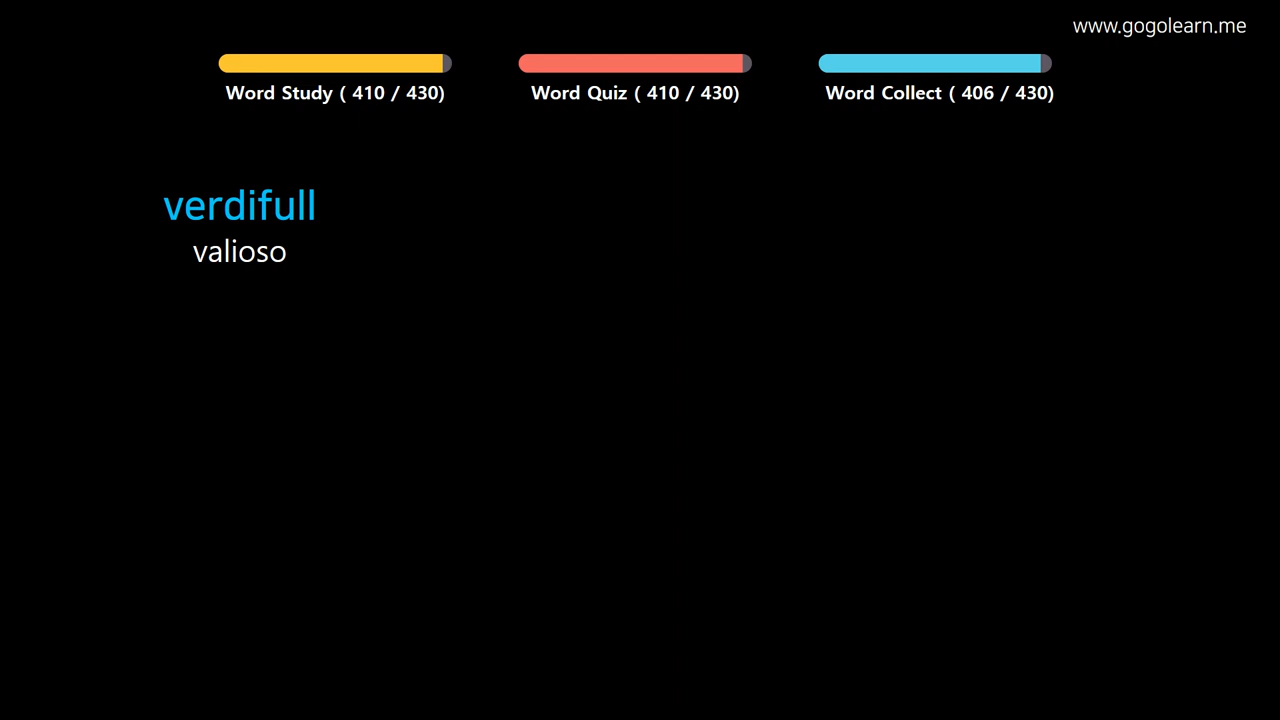 www.gogolearn.me
Word Study ( 410 / 430)
Word Quiz ( 410 / 430)
Word Collect ( 406 / 430)
verdifull
valioso